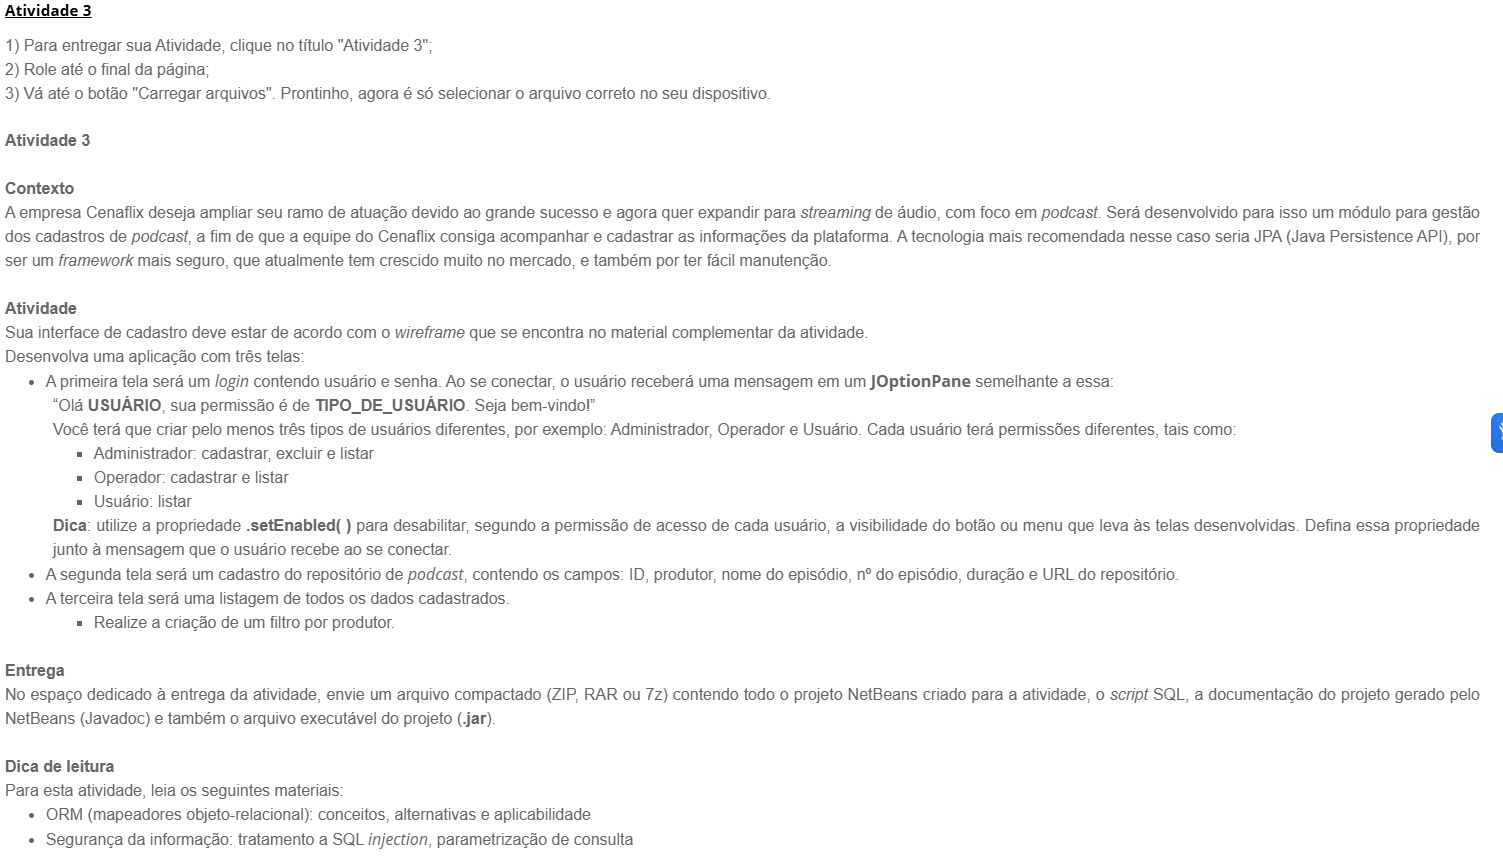 Atividade 3
1) Para entregar sua Atividade, clique no título "Atividade 3";
2) Role até o final da página;
3) Vá até o botão "Carregar arquivos". Prontinho, agora é só selecionar o arquivo correto no seu dispositivo.
Atividade 3
Contexto
A empresa Cenaflix deseja ampliar seu ramo de atuação devido ao grande sucesso e agora quer expandir para streaming de áudio, com foco em podcast. Será desenvolvido para isso um módulo para gestão
dos cadastros de podcast, a fim de que a equipe do Cenaflix consiga acompanhar e cadastrar as informações da plataforma. A tecnologia mais recomendada nesse caso seria JPA (Java Persistence API), por
ser um framework mais seguro, que atualmente tem crescido muito no mercado, e também por ter fácil manutenção.
Atividade
Sua interface de cadastro deve estar de acordo com o wireframe que se encontra no material complementar da atividade.
Desenvolva uma aplicação com três telas:
• A primeira tela será um login contendo usuário e senha. Ao se conectar, o usuário receberá uma mensagem em um JOptionPane semelhante a essa:
“Olá USUÁRIO, sua permissão é de TIPO_DE_USUÁRIO. Seja bem-vindo!”
Você terá que criar pelo menos três tipos de usuários diferentes, por exemplo: Administrador, Operador e Usuário. Cada usuário terá permissões diferentes, tais como:
▪ Administrador: cadastrar, excluir e listar
▪ Operador: cadastrar e listar
▪ Usuário: listar
Dica: utilize a propriedade .setEnabled( ) para desabilitar, segundo a permissão de acesso de cada usuário, a visibilidade do botão ou menu que leva às telas desenvolvidas. Defina essa propriedade
junto à mensagem que o usuário recebe ao se conectar.
• A segunda tela será um cadastro do repositório de podcast, contendo os campos: ID, produtor, nome do episódio, nº do episódio, duração e URL do repositório.
• A terceira tela será uma listagem de todos os dados cadastrados.
▪ Realize a criação de um filtro por produtor.
Entrega
No espaço dedicado à entrega da atividade, envie um arquivo compactado (ZIP, RAR ou 7z) contendo todo o projeto NetBeans criado para a atividade, o script SQL, a documentação do projeto gerado pelo
NetBeans (Javadoc) e também o arquivo executável do projeto (.jar).
Dica de leitura
Para esta atividade, leia os seguintes materiais:
• ORM (mapeadores objeto-relacional): conceitos, alternativas e aplicabilidade
• Segurança da informação: tratamento a SQL injection, parametrização de consulta